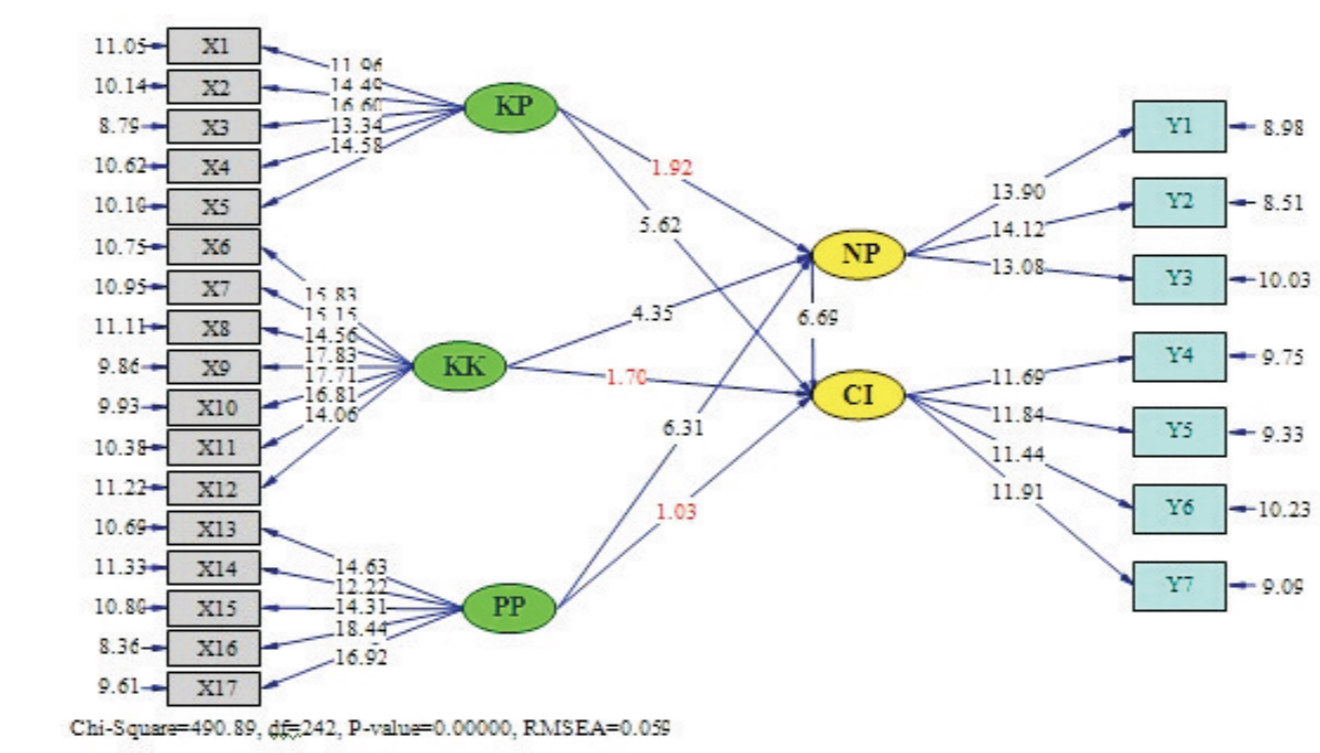 11.05 X1
11.96
10.14 X2
14.49
16.60
8.79 X3
13.34
14.58
10.62 X4
10.10 X5
KP
10.75 X6
10.95 X7
15.83
15.15
11.11 X8
14.56
17.83
9.86 X9
17.71
KK
16.81
9.93 X10
14.06
10.38 X11
11.22 X12
10.69 X13
14.63
11.33 X14
12.22
10.80 X15
14.31
PP
18.44
8.36 X16
16.92
9.61 X17
1.92
5.62
4.35
1.70
6.31
1.03
NP
6.69
CI
13.90
14.12
13.08
11.69
11.84
11.44
11.91
Y1 8.98
Y2 8.51
Y3 10.03
Y4 9.75
Y5 9.33
Y6 10.23
Y7 9.09
Chi-Square=490.89, df=242, P-value=0.00000, RMSEA=0.059